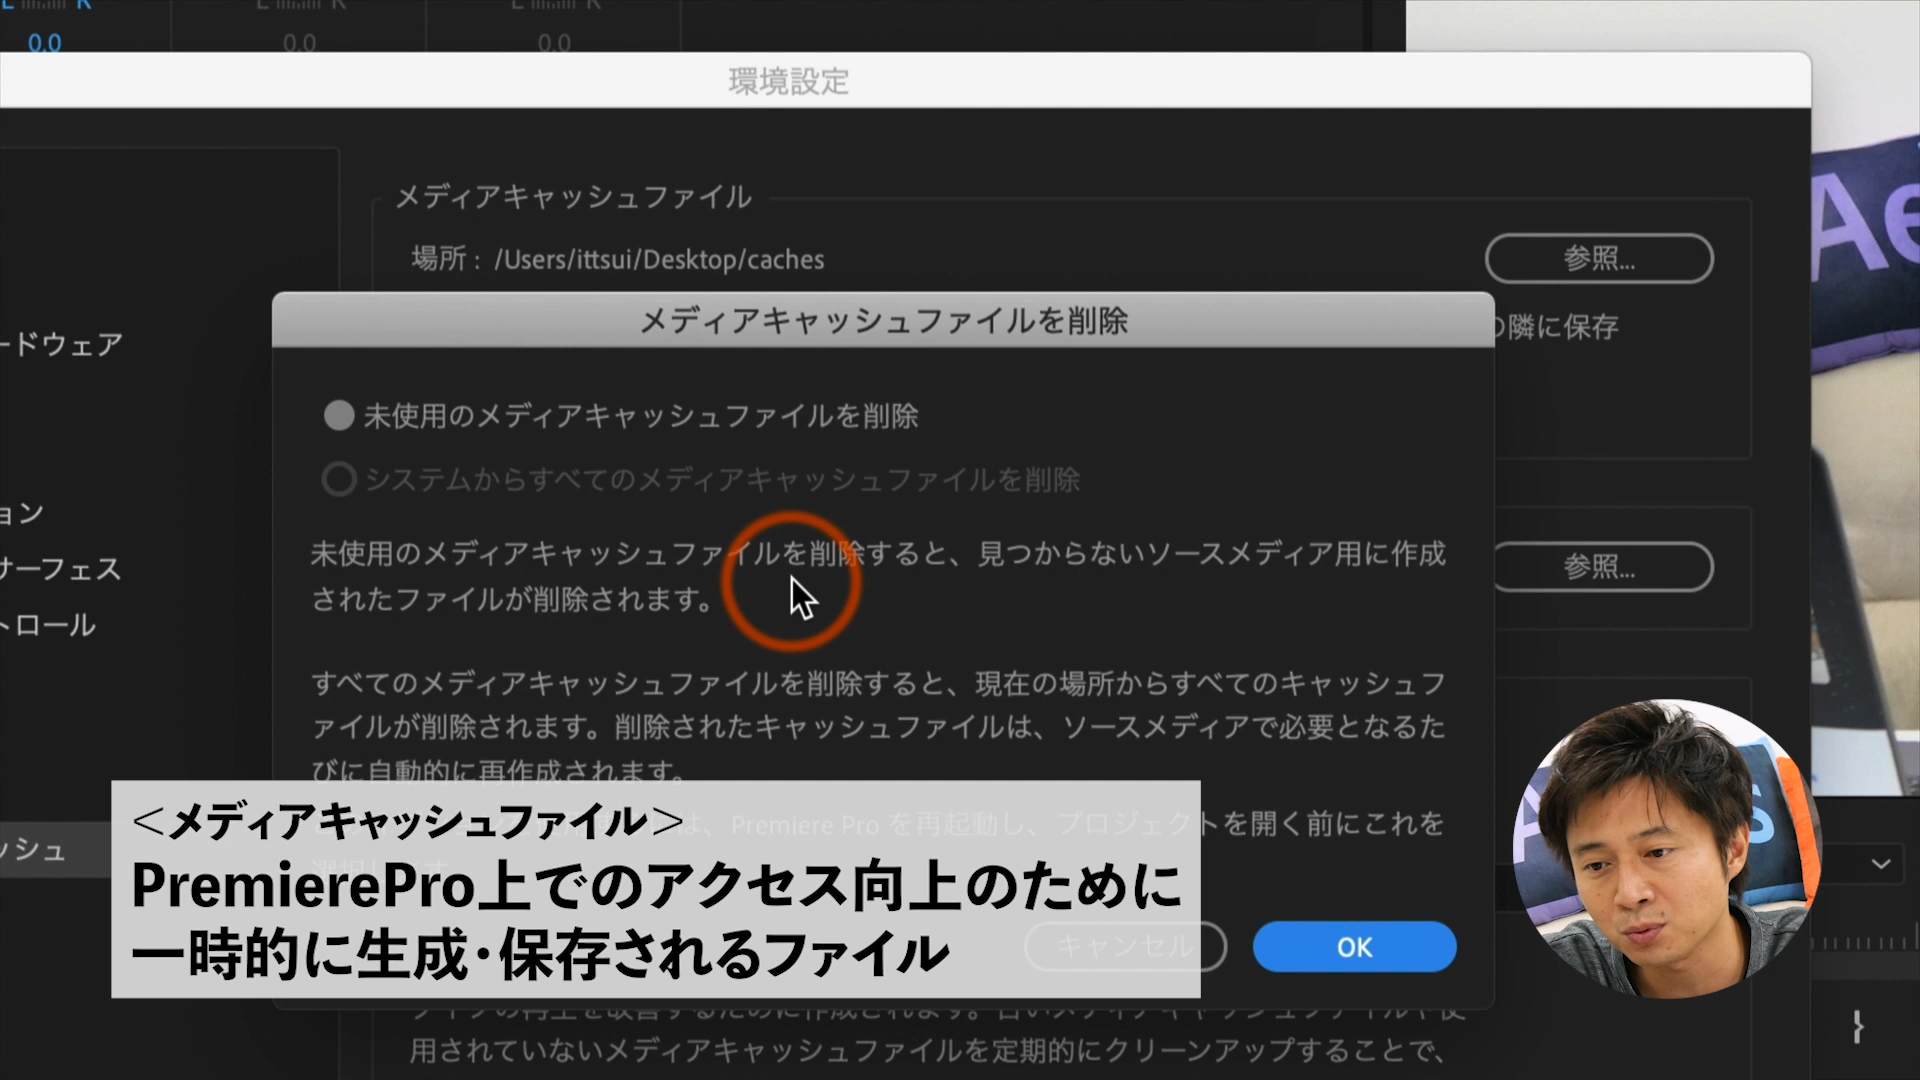 L R L R L R
0.0 0.0 0.0
環境設定
メディアキャッシュファイル
場所: /Users/ittsui/Desktop/caches
参照...
の隣に保存
メディアキャッシュファイルを削除
ードウェア
未使用のメディアキャッシュファイルを削除
システムからすべてのメディアキャッシュファイルを削除
ョン
未使用のメディアキャッシュファイルを削除すると、見つからないソースメディア用に作成
されたファイルが削除されます。
サーフェス
参照...
トロール
すべてのメディアキャッシュファイルを削除すると、現在の場所からすべてのキャッシュフ
ァイルが削除されます。削除されたキャッシュファイルは、ソースメディアで必要となるた
びに自動的に再作成されます。
は、Premiere Pro を再起動し、プロジェクトを開く前にこれを
ッシュ
<メディアキャッシュファイル>
PremierePro上でのアクセス向上のために
一時的に生成・保存されるファイル
キャンセル
OK
用されていないメディアキャッシュファイルを定期的にクリーンアップすることで、
Ae